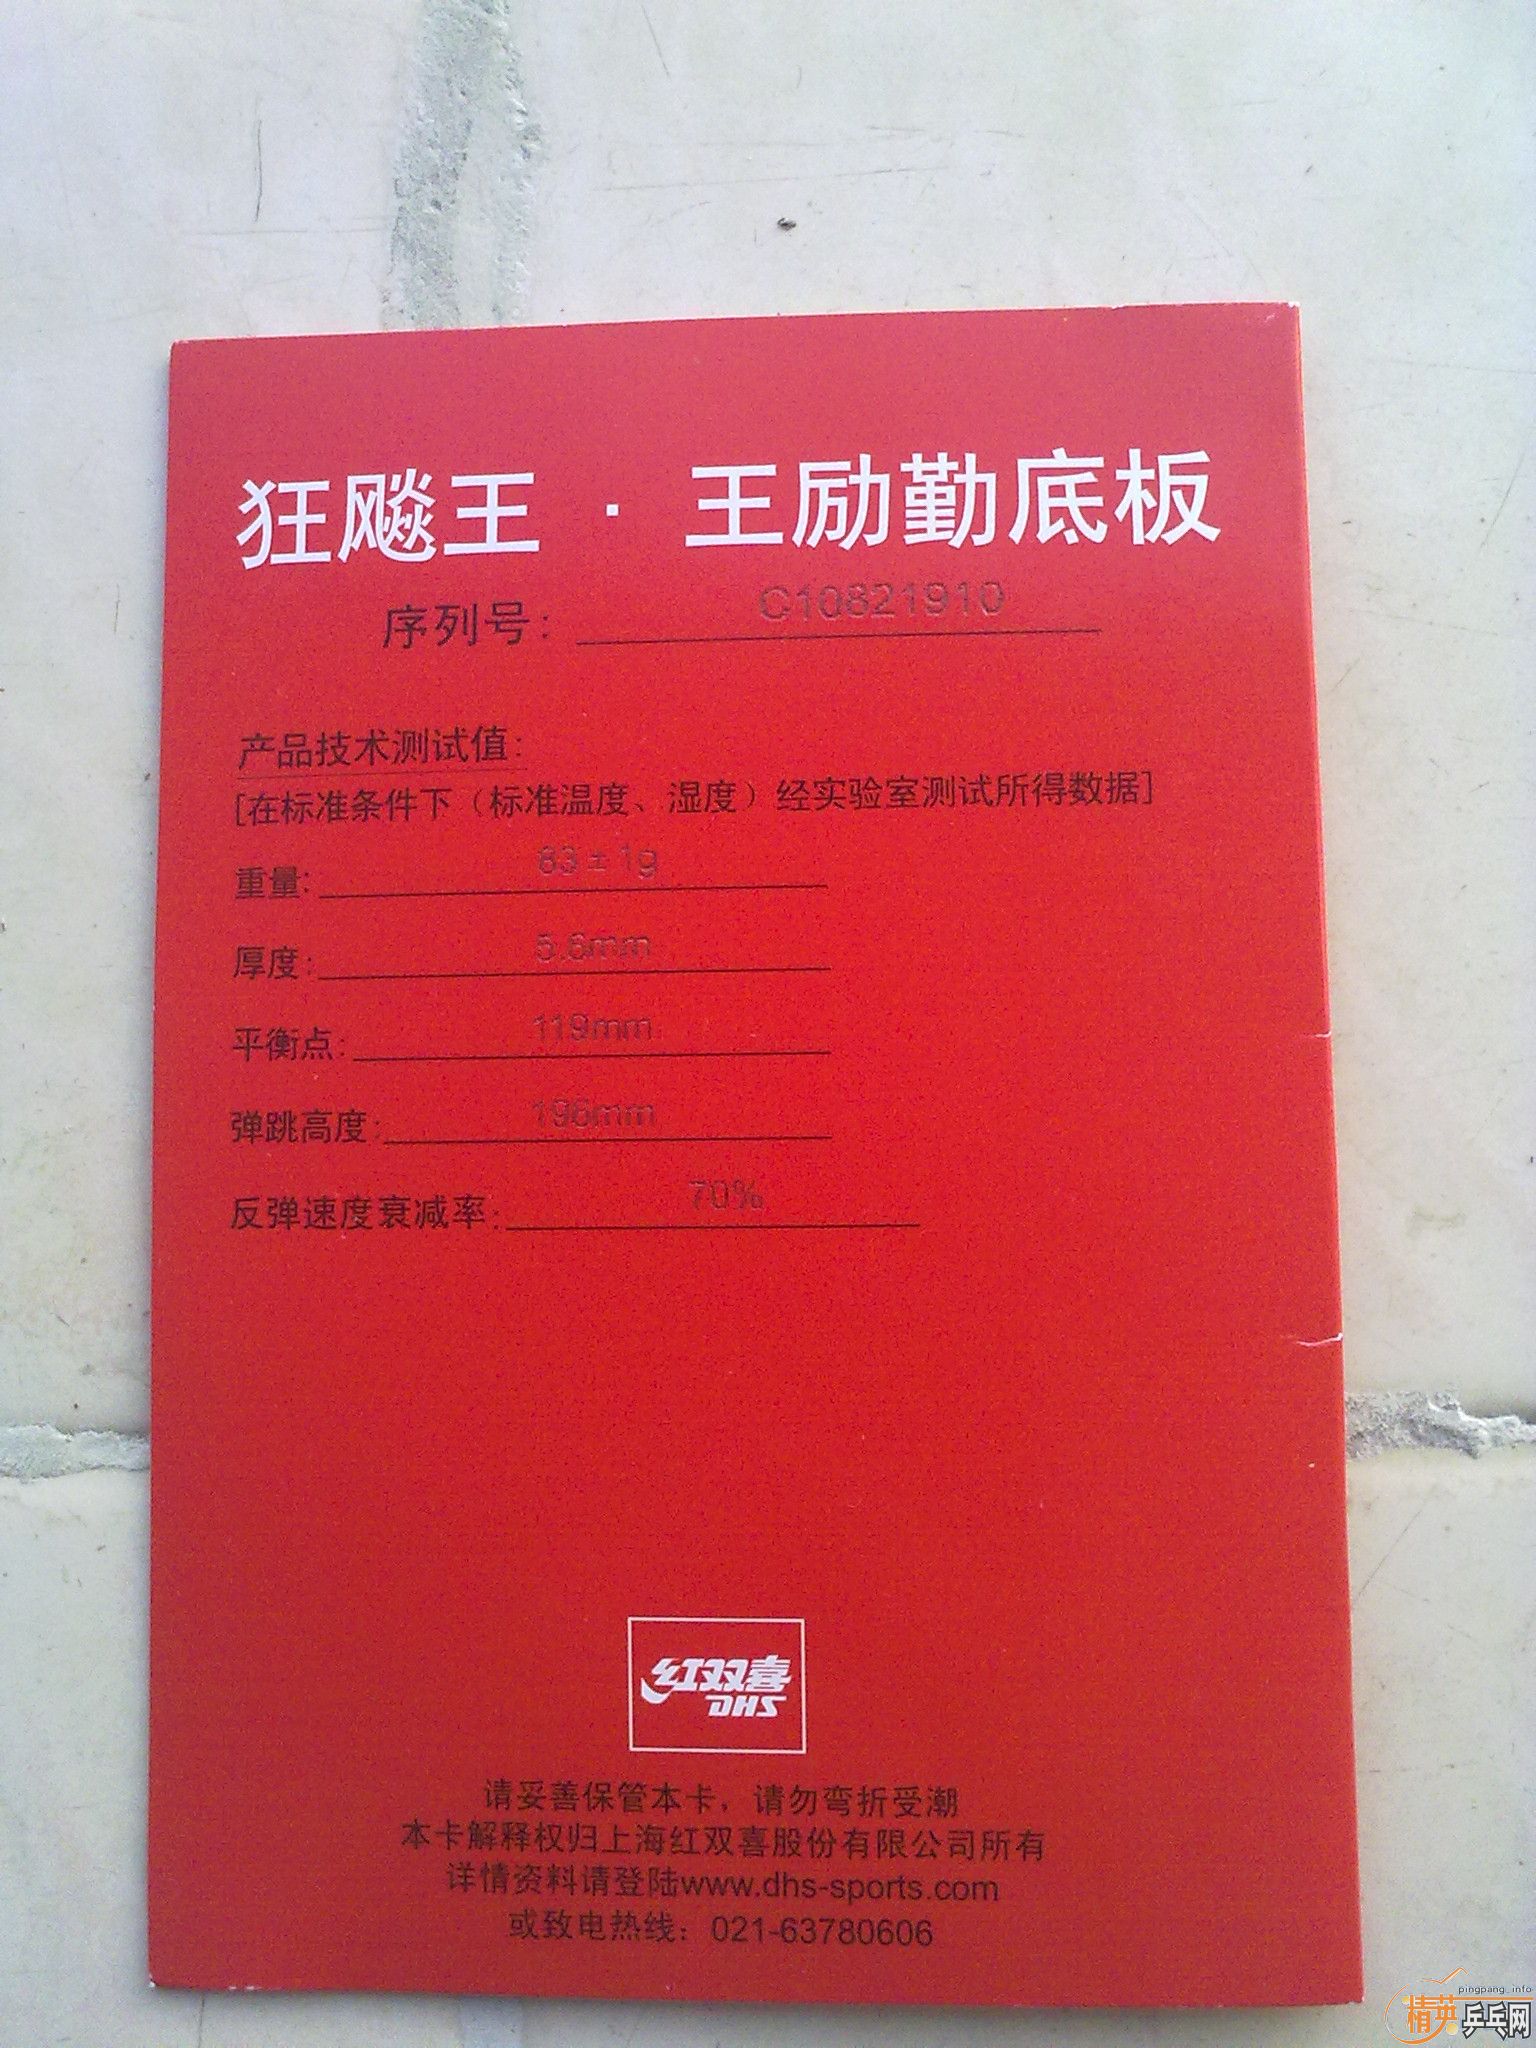 狂飚王 · 王励勤底板
序列号： C10821910
产品技术测试值：
[在标准条件下（标准温度、湿度）经实验室测试所得数据]
重量： 83±1g
厚度： 5.6mm
平衡点： 119mm
弹跳高度： 196mm
反弹速度衰减率： 70%
红双喜
DHS
请妥善保管本卡，请勿弯折受潮
本卡解释权归上海红双喜股份有限公司所有
详情资料请登陆www.dhs-sports.com
或致电热线：021-63780606
pingpang_info
精英乒乓网